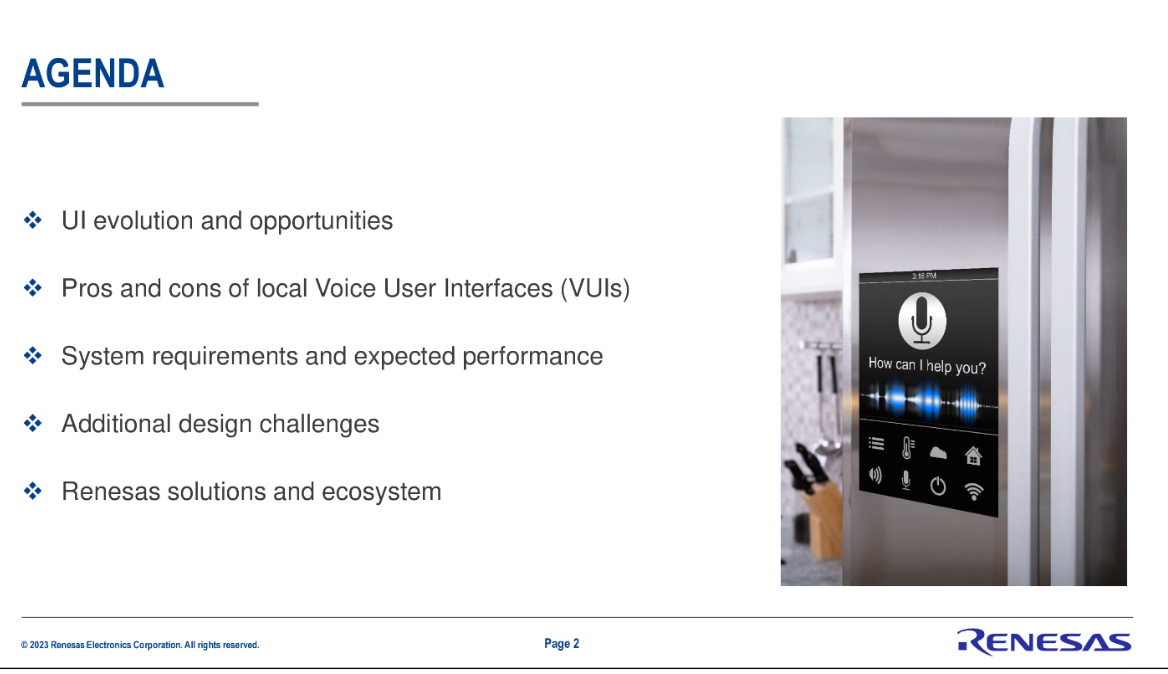 AGENDA
UI evolution and opportunities
Pros and cons of local Voice User Interfaces (VUIs)
System requirements and expected performance
Additional design challenges
Renesas solutions and ecosystem
3:15 PM
How can I help you?
© 2023 Renesas Electronics Corporation. All rights reserved.
Page 2
RENESAS